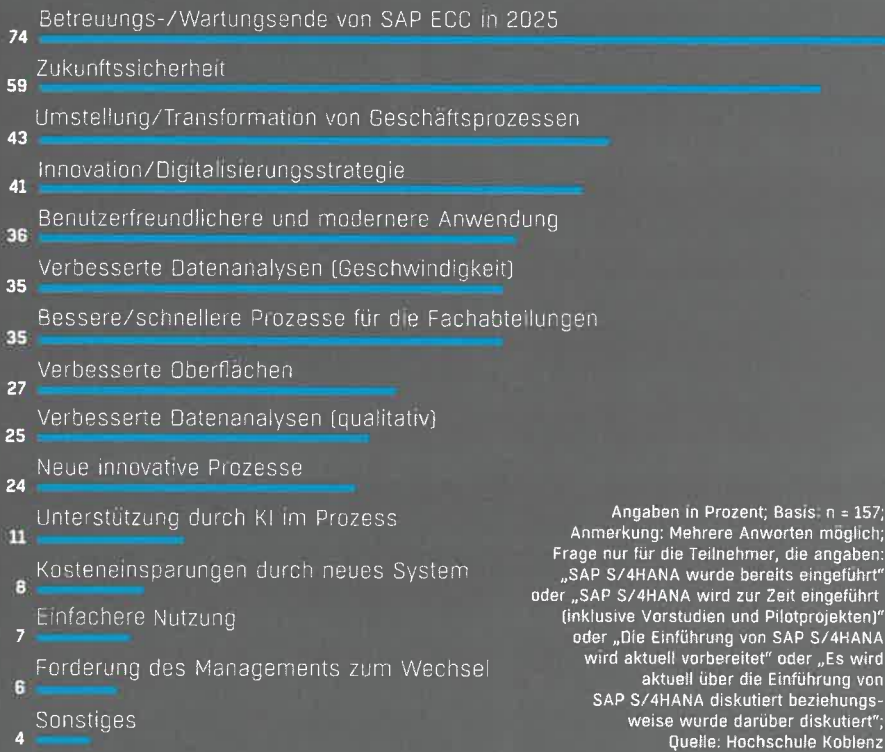 Betreuungs-/Wartungsende von SAP ECC in 2025
74
Zukunftssicherheit
59
Umstellung/Transformation von Geschäftsprozessen
43
Innovation/Digitalisierungsstrategie
41
Benutzerfreundlichere und modernere Anwendung
36
Verbesserte Datenanalysen (Geschwindigkeit)
35
Bessere/schnellere Prozesse für die Fachabteilungen
35
Verbesserte Oberflächen
27
Verbesserte Datenanalysen (qualitativ)
25
Neue innovative Prozesse
24
Unterstützung durch KI im Prozess
11
Kosteneinsparungen durch neues System
8
Einfachere Nutzung
7
Forderung des Managements zum Wechsel
6
Sonstiges
4
Angaben in Prozent; Basis: n = 157;
Anmerkung: Mehrere Anworten möglich;
Frage nur für die Teilnehmer, die angaben:
„SAP S/4HANA wurde bereits eingeführt"
oder „SAP S/4HANA wird zur Zeit eingeführt
(inklusive Vorstudien und Pilotprojekten)"
oder „Die Einführung von SAP S/4HANA
wird aktuell vorbereitet" oder „Es wird
aktuell über die Einführung von
SAP S/4HANA diskutiert beziehungs-
weise wurde darüber diskutiert";
Quelle: Hochschule Koblenz